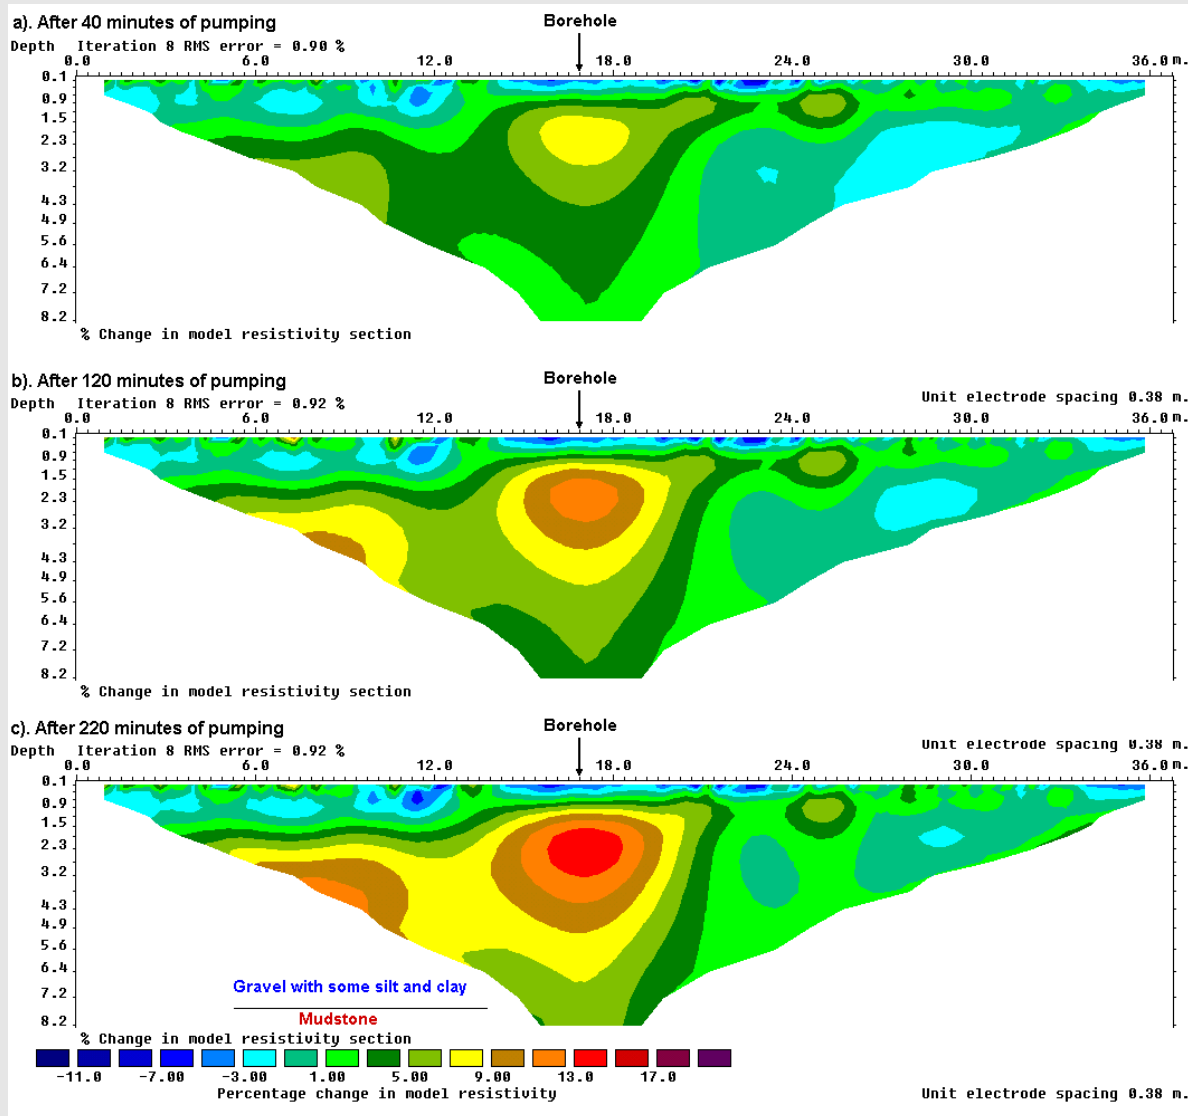 a). After 40 minutes of pumping
Borehole
Depth Iteration 8 RMS error = 0.90 %
0.0 6.0 12.0 18.0 24.0 30.0 36.0 m.
0.1
0.9
1.5
2.3
3.2
4.3
4.9
5.6
6.4
7.2
8.2
% Change in model resistivity section
b). After 120 minutes of pumping
Borehole
Unit electrode spacing 0.38 m.
Depth Iteration 8 RMS error = 0.92 %
0.0 6.0 12.0 18.0 24.0 30.0 36.0 m.
0.1
0.9
1.5
2.3
3.2
4.3
4.9
5.6
6.4
7.2
8.2
% Change in model resistivity section
c). After 220 minutes of pumping
Borehole
Depth Iteration 8 RMS error = 0.92 %
Unit electrode spacing 0.38 m.
0.0 6.0 12.0 18.0 24.0 30.0 36.0 m.
0.1
0.9
1.5
2.3
3.2
4.3
4.9
5.6
6.4
7.2
8.2
Gravel with some silt and clay
Mudstone
% Change in model resistivity section
-11.0 -7.00 -3.00 1.00 5.00 9.00 13.0 17.0
Percentage change in model resistivity
Unit electrode spacing 0.38 m.